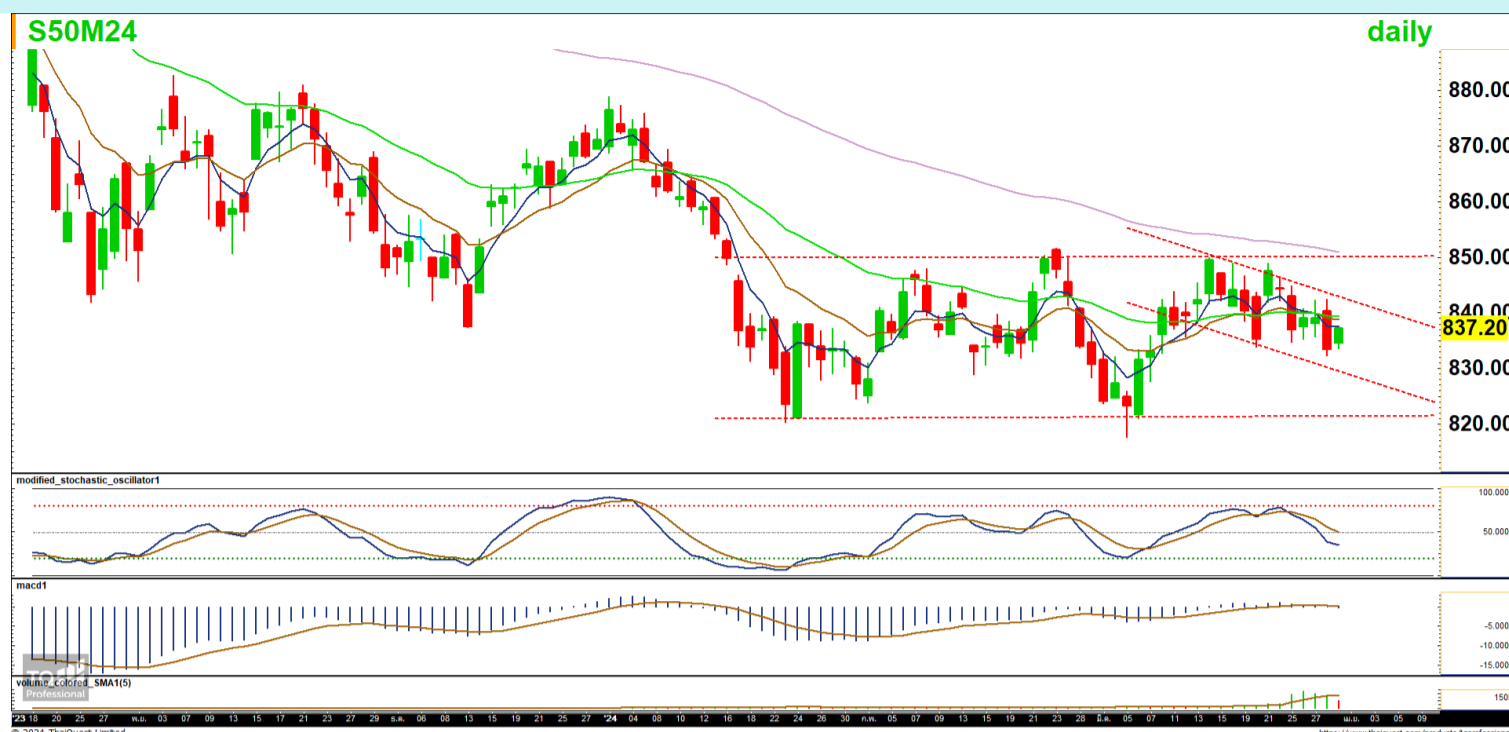 S50M24 daily
880.00
870.00
860.00
850.00
840.00
837.20
830.00
820.00
modified_stochastic_oscillator1
100.000
50.000
macd1
-5.000
-10.000
-15.000
Professional
volume_colored_SMA1(5)
150
'23 18 20 25 27 พ.ย. 03 07 09 13 15 17 21 23 27 29 ธ.ค. 06 08 13 15 19 21 25 27 '24 04 08 10 12 16 18 22 24 26 30 ก.พ. 05 07 09 13 15 19 21 23 27 29 มี.ค. 05 07 11 13 15 19 21 25 27 เม.ย. 03 05 09